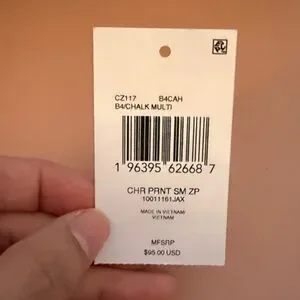 CZ117 B4CAH
B4/CHALK MULTI
1 96395 62668 7
CHR PRNT SM ZP
10011161JAX
MADE IN VIETNAM
VIETNAM
MFSRP
$95.00 USD